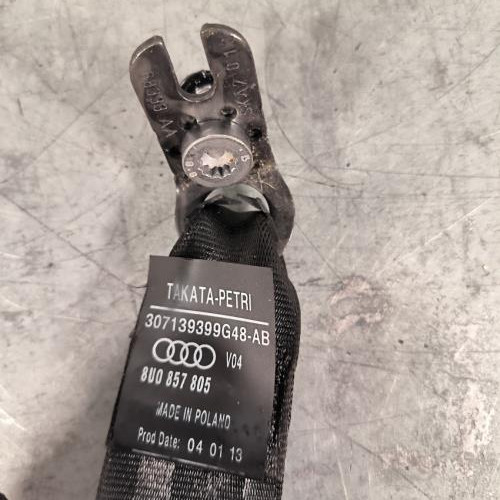 TAKATA-PETRI
307139399G48-AB
V04
8U0 857 805
MADE IN POLAND
Prod Date: 04 01 13